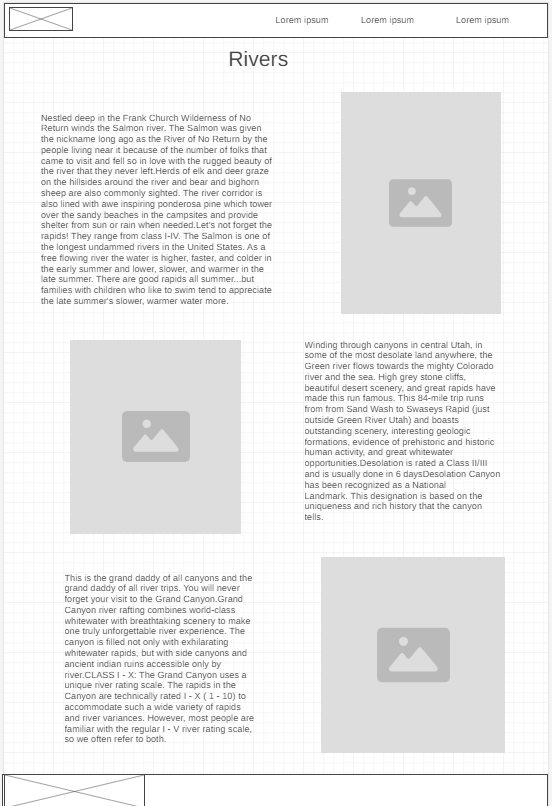 Lorem ipsum Lorem ipsum Lorem ipsum
Rivers
Nestled deep in the Frank Church Wilderness of No
Return winds the Salmon river. The Salmon was given
the nickname long ago as the River of No Return by the
people living near it because of the number of folks that
came to visit and fell so in love with the rugged beauty of
the river that they never left.Herds of elk and deer graze
on the hillsides around the river and bear and bighorn
sheep are also commonly sighted. The river corridor is
also lined with awe inspiring ponderosa pine which tower
over the sandy beaches in the campsites and provide
shelter from sun or rain when needed.Let's not forget the
rapids! They range from class I-IV. The Salmon is one of
the longest undammed rivers in the United States. As a
free flowing river the water is higher, faster, and colder in
the early summer and lower, slower, and warmer in the
late summer. There are good rapids all summer...but
families with children who like to swim tend to appreciate
the late summer's slower, warmer water more.
Winding through canyons in central Utah, in
some of the most desolate land anywhere, the
Green river flows towards the mighty Colorado
river and the sea. High grey stone cliffs,
beautiful desert scenery, and great rapids have
made this run famous. This 84-mile trip runs
from from Sand Wash to Swaseys Rapid (just
outside Green River Utah) and boasts
outstanding scenery, interesting geologic
formations, evidence of prehistoric and historic
human activity, and great whitewater
opportunities.Desolation is rated a Class II/III
and is usually done in 6 daysDesolation Canyon
has been recognized as a National
Landmark. This designation is based on the
uniqueness and rich history that the canyon
tells.
This is the grand daddy of all canyons and the
grand daddy of all river trips. You will never
forget your visit to the Grand Canyon.Grand
Canyon river rafting combines world-class
whitewater with breathtaking scenery to make
one truly unforgettable river experience. The
canyon is filled not only with exhilarating
whitewater rapids, but with side canyons and
ancient indian ruins accessible only by
river.CLASS I - X: The Grand Canyon uses a
unique river rating scale. The rapids in the
Canyon are technically rated I - X ( 1 - 10) to
accommodate such a wide variety of rapids
and river variances. However, most people are
familiar with the regular I - V river rating scale,
so we often refer to both.